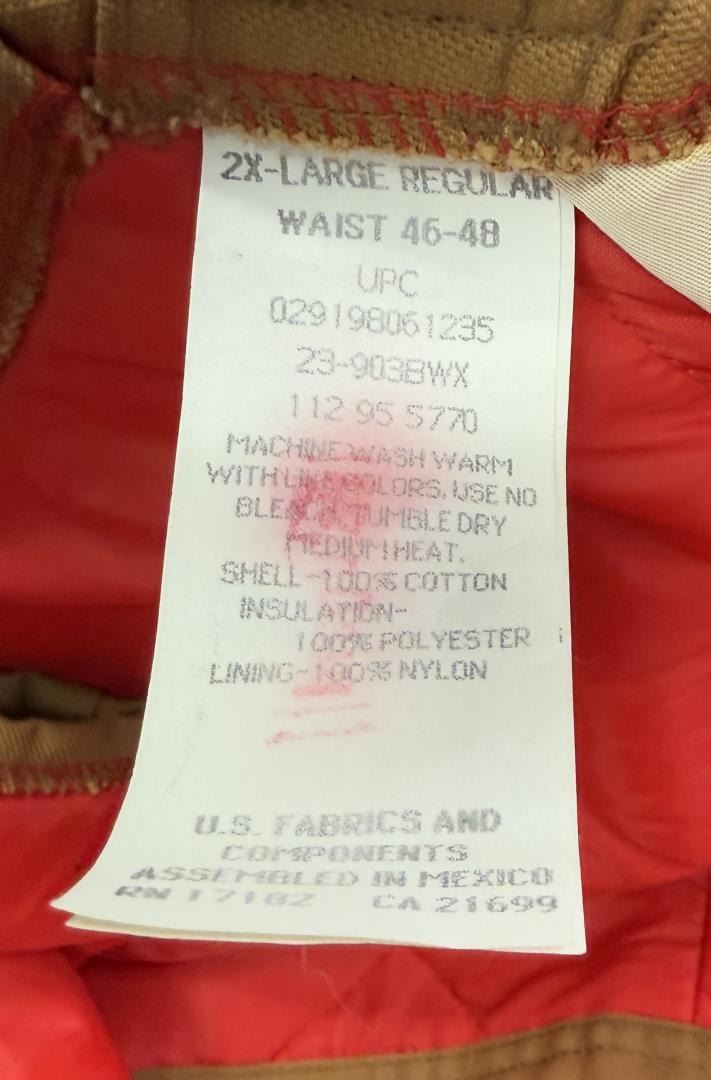 2X-LARGE REGULAR
WAIST 46-48
UPC
029198061235
23-903BWX
112 95 5770
MACHINE WASH WARM
WITH LIKE COLORS. USE NO
BLEACH. TUMBLE DRY
MEDIUM HEAT.
SHELL-100% COTTON
INSULATION-
100% POLYESTER
LINING-100% NYLON
U.S. FABRICS AND
COMPONENTS
ASSEMBLED IN MEXICO
RN 17182 CA 21699